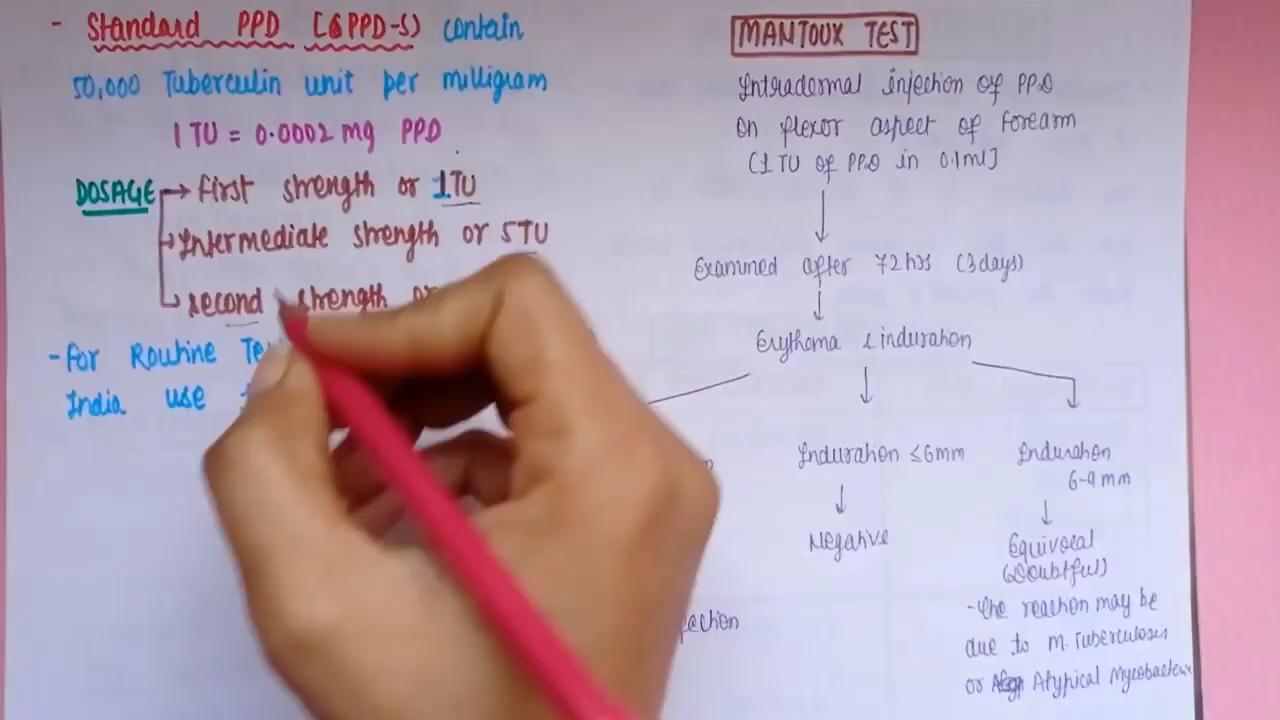 - Standard PPD (6PPD-S) contain
50,000 Tuberculin unit per milligram
1 TU = 0.0002 mg PPD
DOSAGE → First strength or 1TU
→ Intermediate strength or 5TU
second strength or
- For Routine
India use
MANTOUX TEST
Intradermal injection of PPD
on flexor aspect of forearm
[1 TU of PPD in 0.1ml]
Examined after 72 hrs (3 days)
Erythema & induration
Induration ≤6mm
Negative
Induration
6-9 mm
Equivocal
(Doubtful)
- The reaction may be
due to M. Tuberculosis
or Atypical Mycobacteria